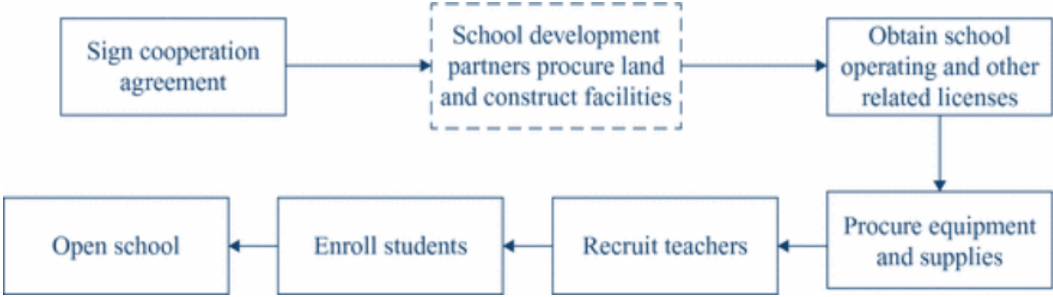 Sign cooperation
agreement
School development
partners procure land
and construct facilities
Obtain school
operating and other
related licenses
Procure equipment
and supplies
Recruit teachers
Enroll students
Open school